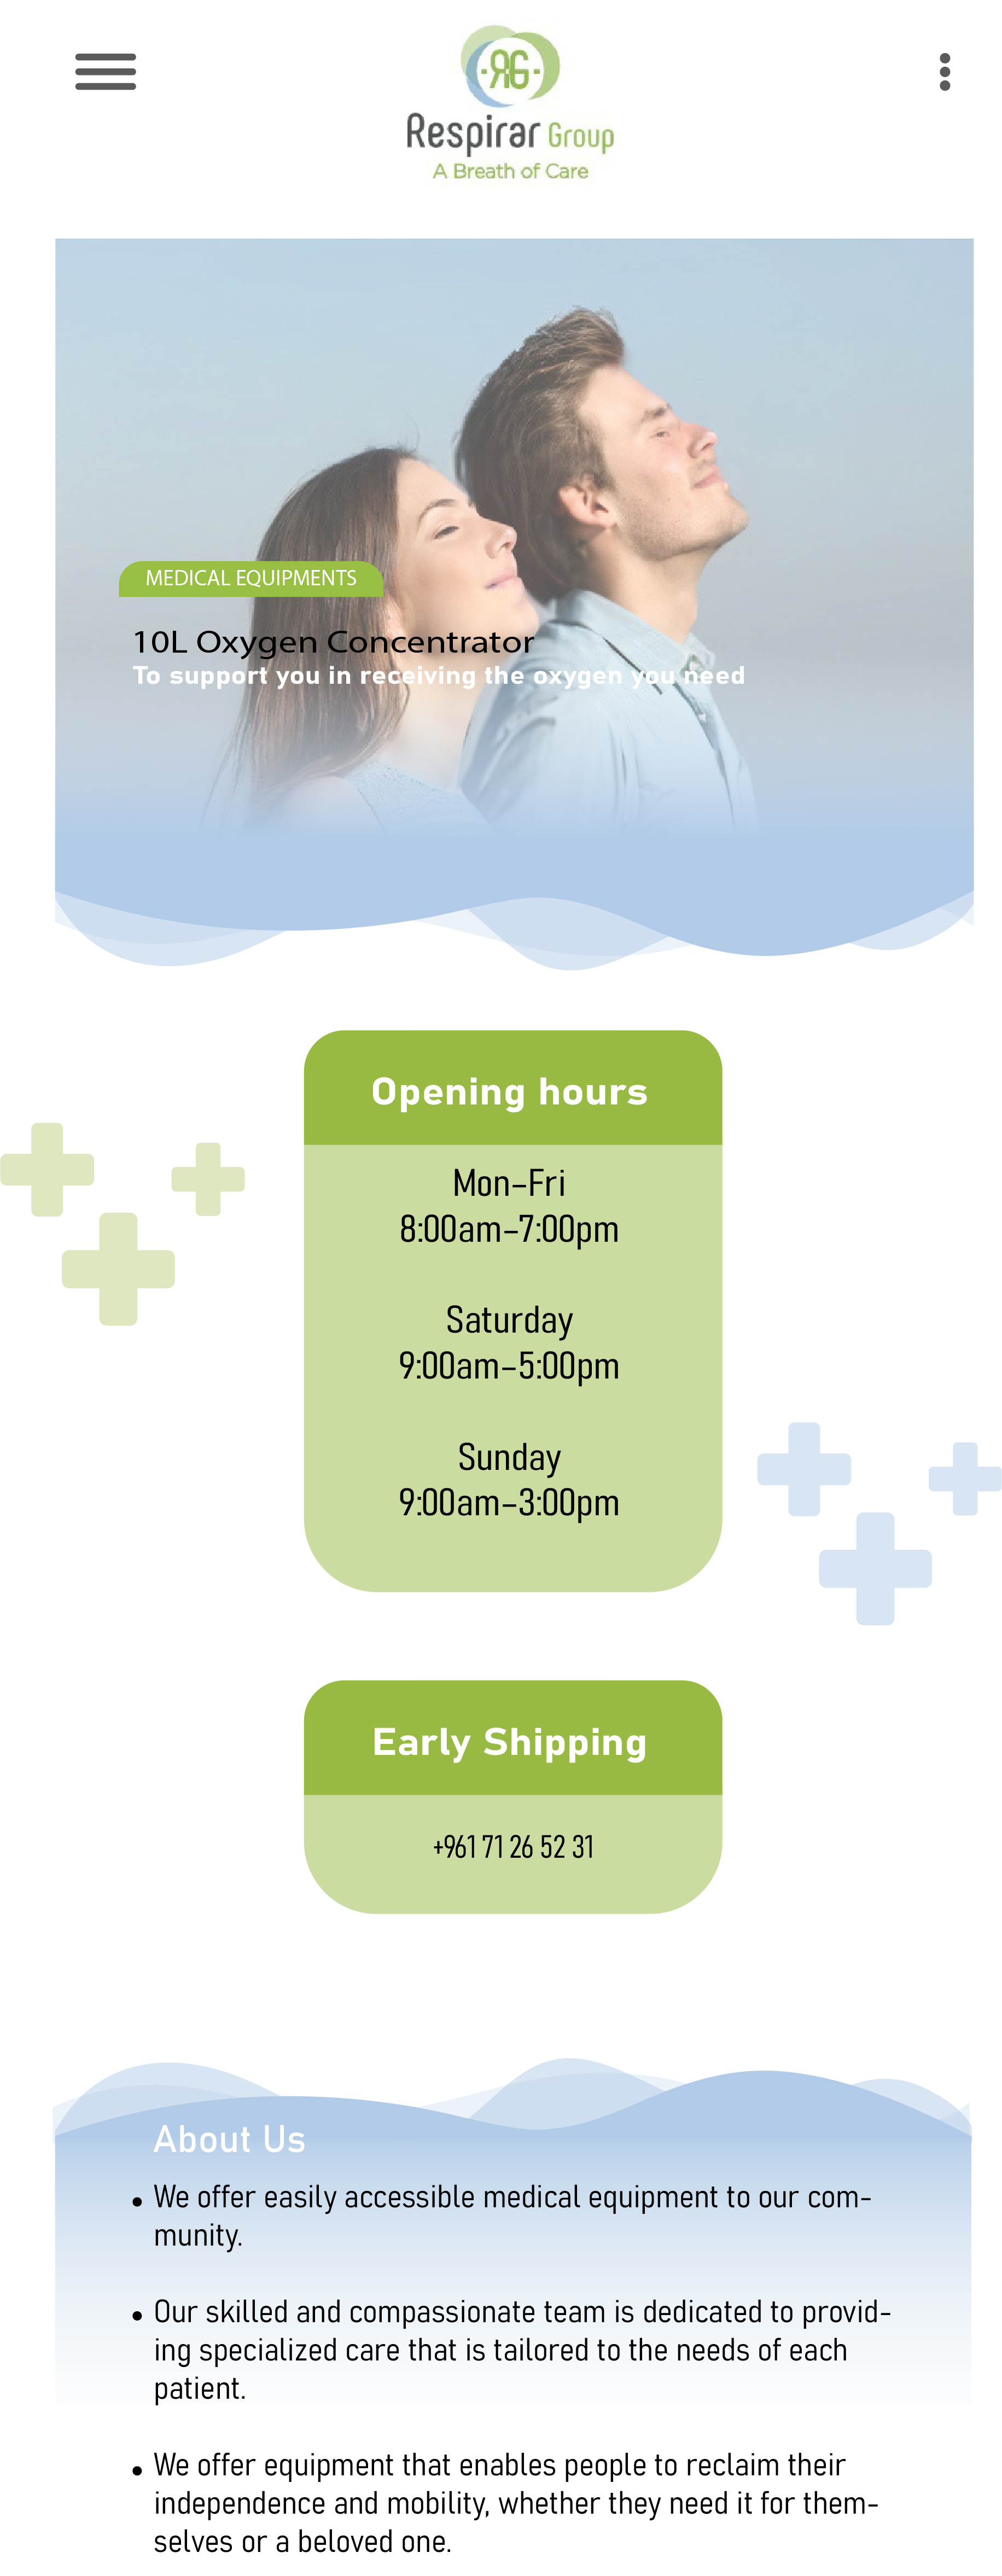 RG
Respirar Group
A Breath of Care
MEDICAL EQUIPMENTS
10L Oxygen Concentrator
To support you in receiving the oxygen you need
Opening hours
Mon–Fri
8:00am–7:00pm
Saturday
9:00am–5:00pm
Sunday
9:00am–3:00pm
Early Shipping
+961 71 26 52 31
About Us
• We offer easily accessible medical equipment to our com-
munity.
• Our skilled and compassionate team is dedicated to provid-
ing specialized care that is tailored to the needs of each
patient.
• We offer equipment that enables people to reclaim their
independence and mobility, whether they need it for them-
selves or a beloved one.